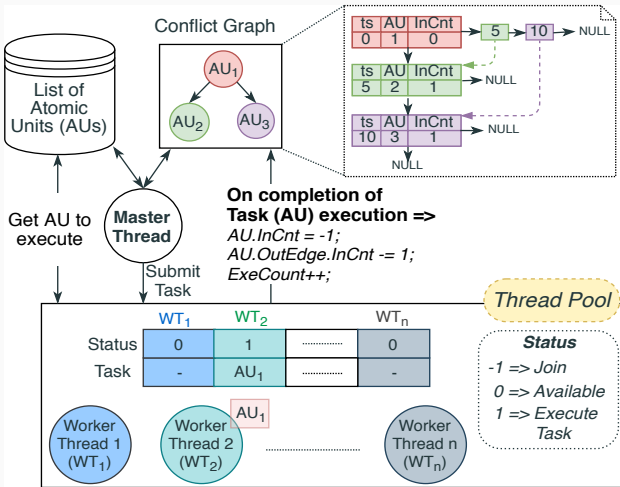 Conflict Graph
List of
Atomic
Units (AUs)
AU1
AU2
AU3
ts AU InCnt
0 1 0
5
10
NULL
ts AU InCnt
5 2 1
NULL
ts AU InCnt
10 3 1
NULL
NULL
Get AU to
execute
Master
Thread
Submit
Task
On completion of
Task (AU) execution =>
AU.InCnt = -1;
AU.OutEdge.InCnt -= 1;
ExeCount++;
Thread Pool
WT1 WT2 WTn
Status 0 1 .............. 0
Task - AU1 .............. -
Status
-1 => Join
0 => Available
1 => Execute
Task
Worker
Thread 1
(WT1)
AU1
Worker
Thread 2
(WT2)
Worker
Thread n
(WTn)